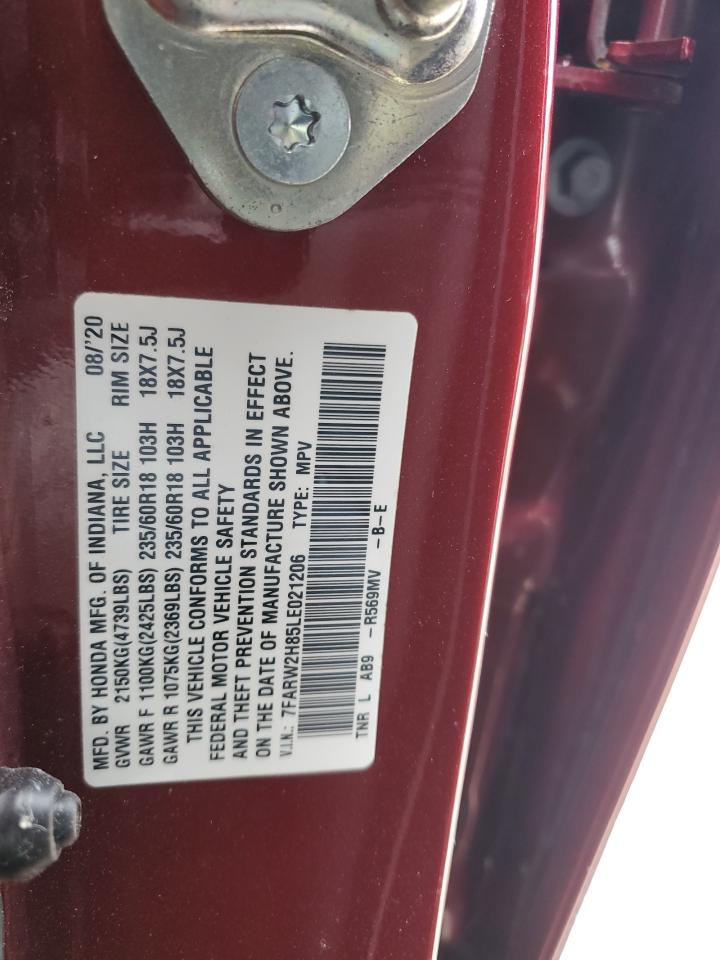 MFD. BY HONDA MFG. OF INDIANA, LLC 08/'20
GVWR 2150KG(4739LBS) TIRE SIZE RIM SIZE
GAWR F 1100KG(2425LBS) 235/60R18 103H 18X7.5J
GAWR R 1075KG(2369LBS) 235/60R18 103H 18X7.5J
THIS VEHICLE CONFORMS TO ALL APPLICABLE
FEDERAL MOTOR VEHICLE SAFETY
AND THEFT PREVENTION STANDARDS IN EFFECT
ON THE DATE OF MANUFACTURE SHOWN ABOVE.
V.I.N.: 7FARW2H85LE021206 TYPE: MPV
TNR L AB9 -R569MV -B-E